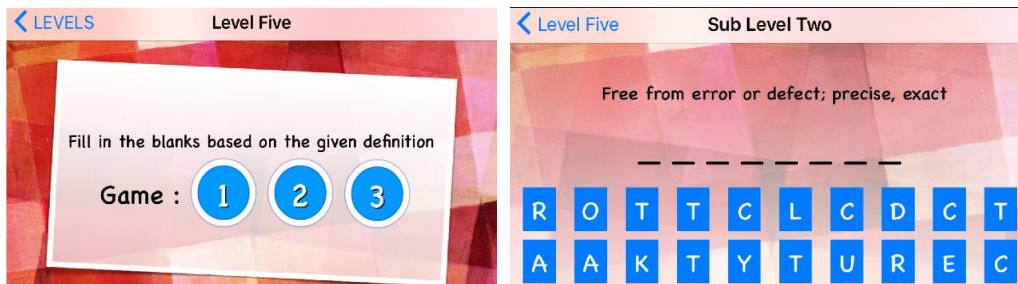 LEVELS
Level Five
Fill in the blanks based on the given definition
Game : 1 2 3
Level Five
Sub Level Two
Free from error or defect; precise, exact
_ _ _ _ _ _ _ _
R O T T C L C D C T
A A K T Y T U R E C